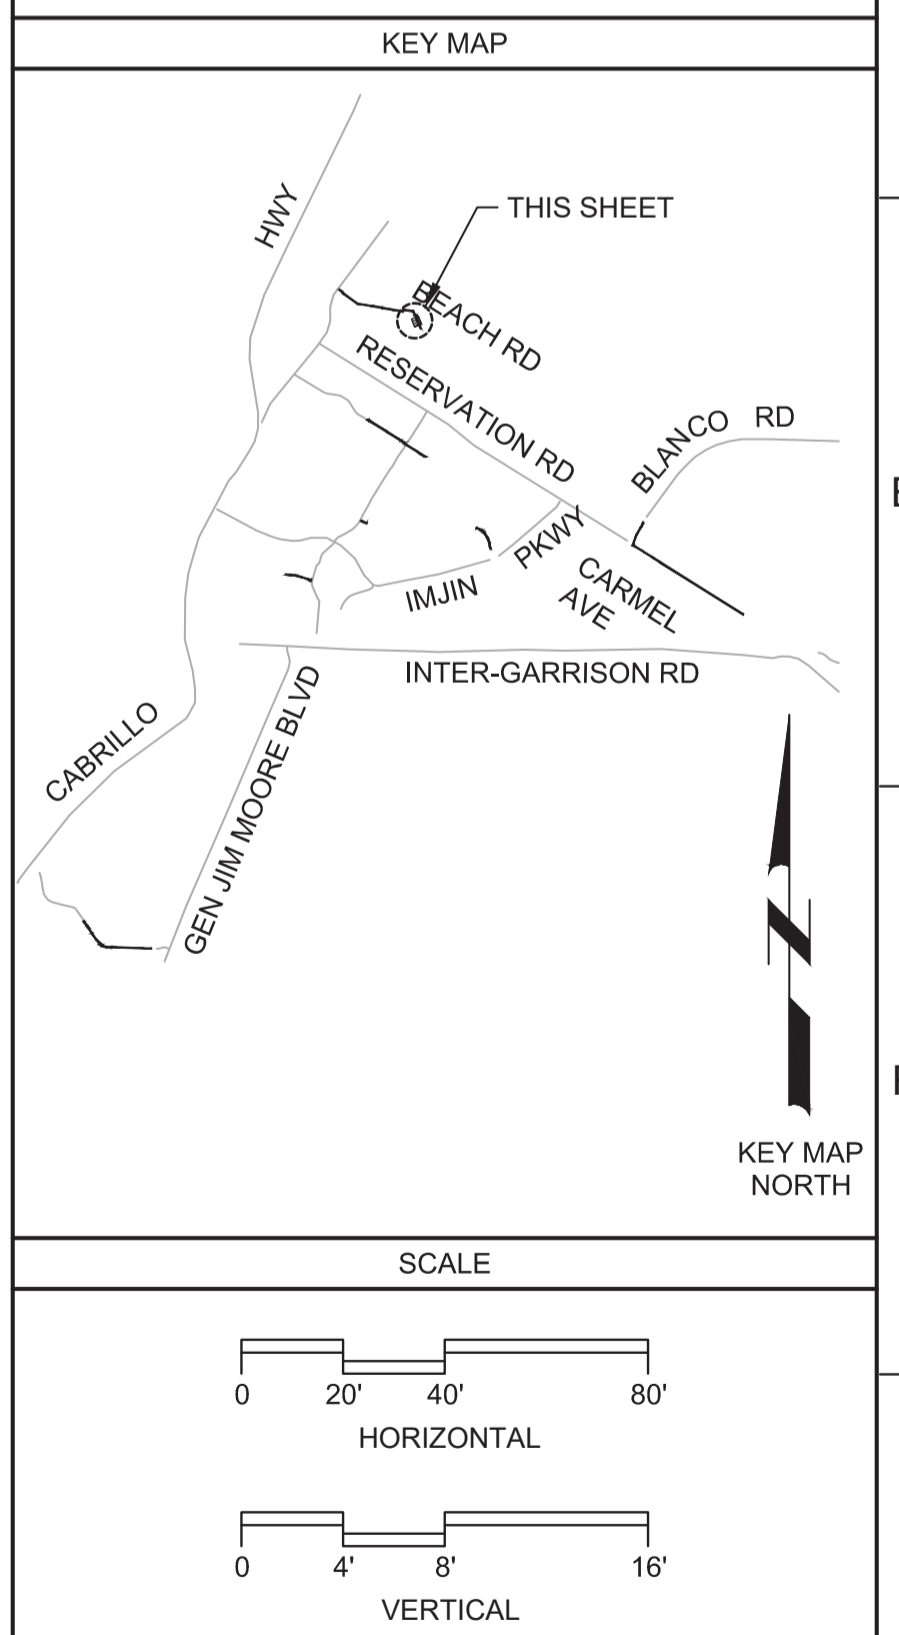 KEY MAP
HWY
THIS SHEET
BEACH RD
RESERVATION RD
BLANCO RD
PKWY
IMJIN
CARMEL
AVE
INTER-GARRISON RD
CABRILLO
GEN JIM MOORE BLVD
N
KEY MAP
NORTH
SCALE
0 20' 40' 80'
HORIZONTAL
0 4' 8' 16'
VERTICAL